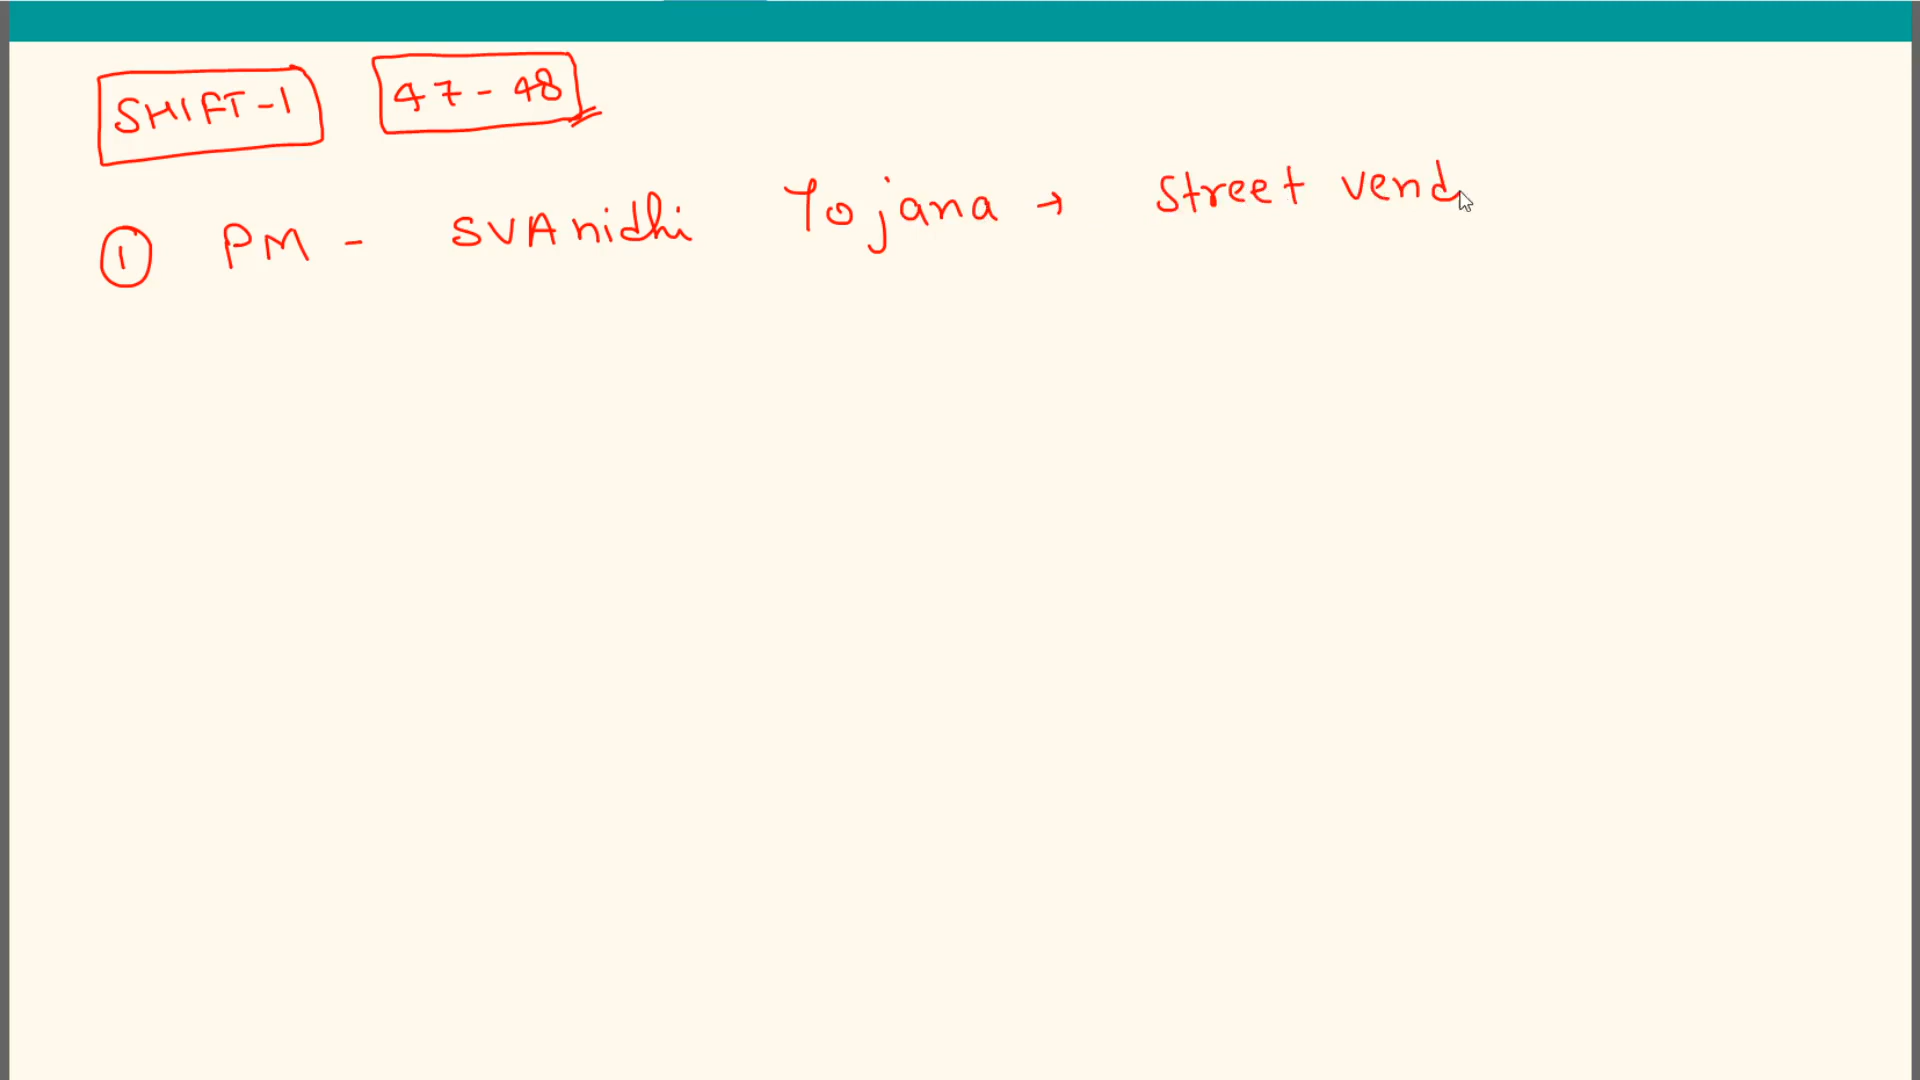 SHIFT-1 47-48
① PM - SVAnidhi Yojana → Street vend